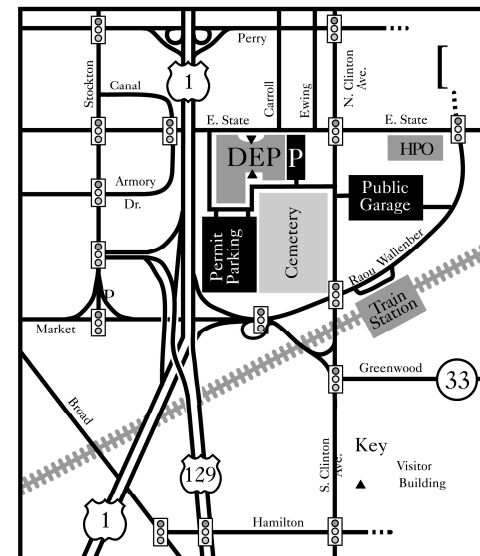 Perry
Stockton
Canal
1
Carroll
Ewing
N. Clinton
Ave.
E. State
E. State
DEP
P
HPO
Armory
Dr.
Public
Garage
Permit
Parking
Cemetery
Raou Wallenber
P
Train
Station
Market
Greenwood
33
Broad
S. Clinton
Ave.
Key
129
Visitor
Building
1
Hamilton